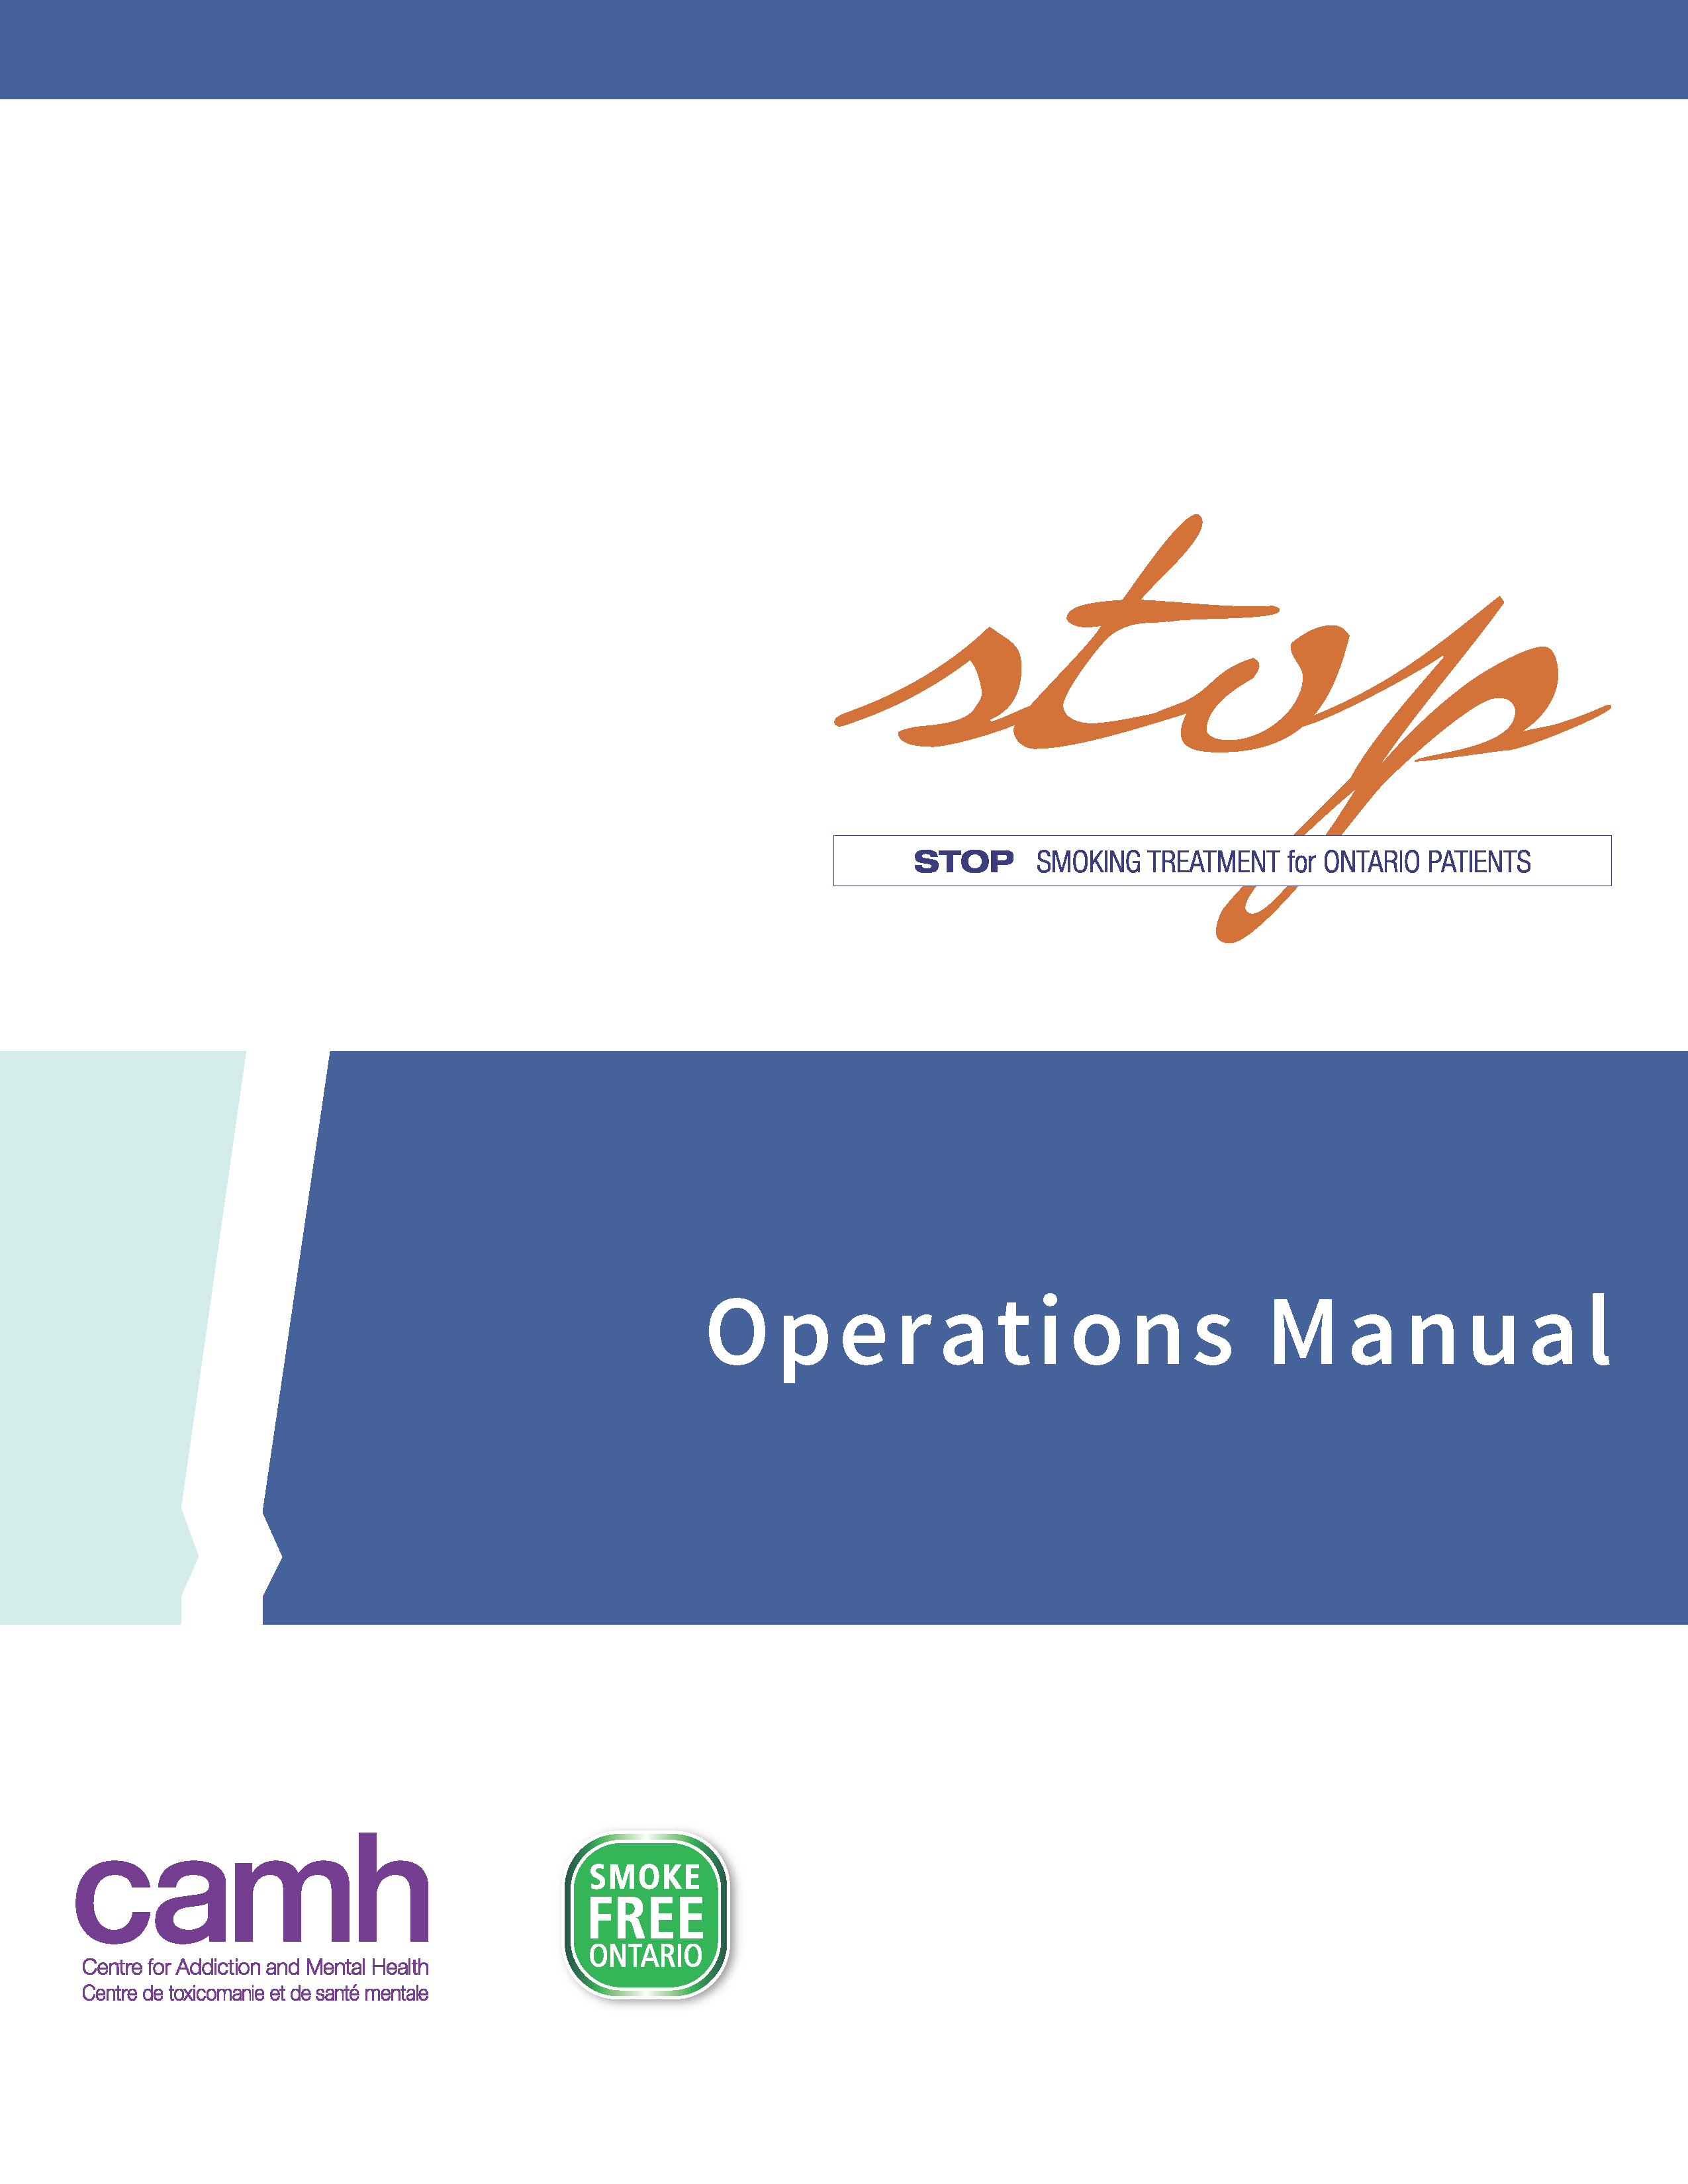 stop
STOP SMOKING TREATMENT for ONTARIO PATIENTS
Operations Manual
camh
Centre for Addiction and Mental Health
Centre de toxicomanie et de santé mentale
SMOKE
FREE
ONTARIO